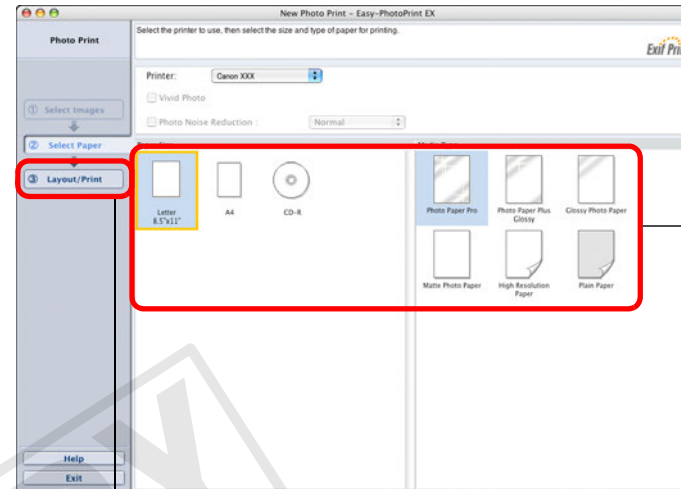 New Photo Print – Easy-PhotoPrint EX
Photo Print
Select the printer to use, then select the size and type of paper for printing.
Exif Pri
Printer:
Canon XXX
Vivid Photo
Photo Noise Reduction :
Normal
① Select Images
② Select Paper
③ Layout/Print
Letter
8.5"x11"
A4
CD-R
Photo Paper Pro
Photo Paper Plus
Glossy
Glossy Photo Paper
Matte Photo Paper
High Resolution
Paper
Plain Paper
Help
Exit